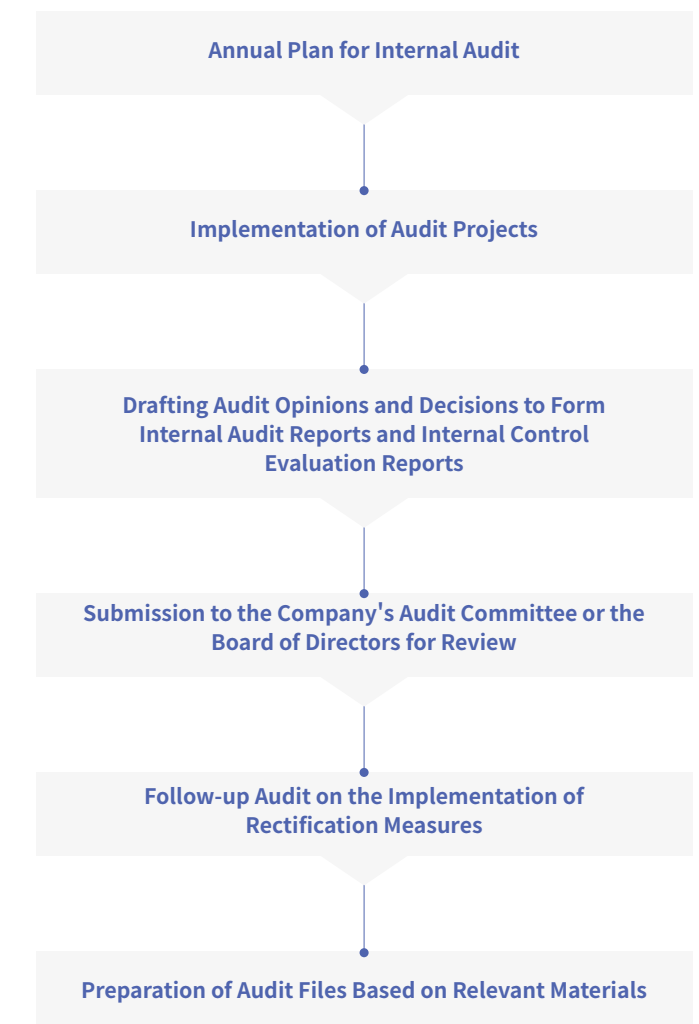 Annual Plan for Internal Audit
Implementation of Audit Projects
Drafting Audit Opinions and Decisions to Form
Internal Audit Reports and Internal Control
Evaluation Reports
Submission to the Company's Audit Committee or the
Board of Directors for Review
Follow-up Audit on the Implementation of
Rectification Measures
Preparation of Audit Files Based on Relevant Materials